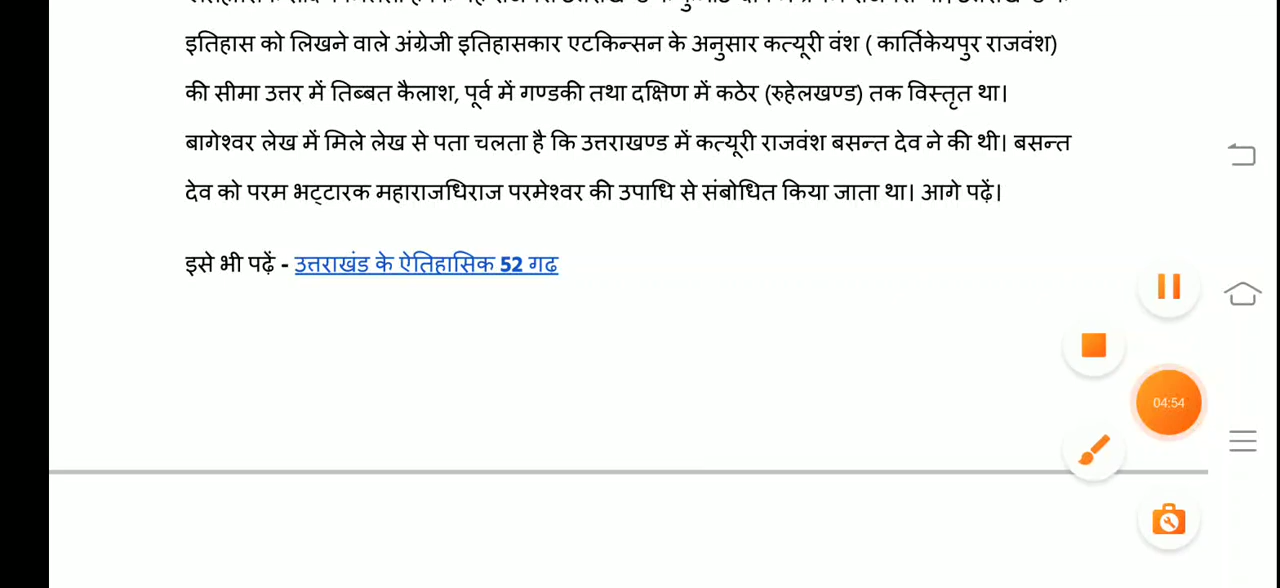 इतिहास को लिखने वाले अंग्रेजी इतिहासकार एटकिन्सन के अनुसार कत्यूरी वंश ( कार्तिकेयपुर राजवंश)
की सीमा उत्तर में तिब्बत कैलाश, पूर्व में गण्डकी तथा दक्षिण में कठेर (रुहेलखण्ड) तक विस्तृत था।
बागेश्वर लेख में मिले लेख से पता चलता है कि उत्तराखण्ड में कत्यूरी राजवंश बसन्त देव ने की थी। बसन्त
देव को परम भट्टारक महाराजधिराज परमेश्वर की उपाधि से संबोधित किया जाता था। आगे पढ़ें।
इसे भी पढ़ें - उत्तराखंड के ऐतिहासिक 52 गढ
04:54